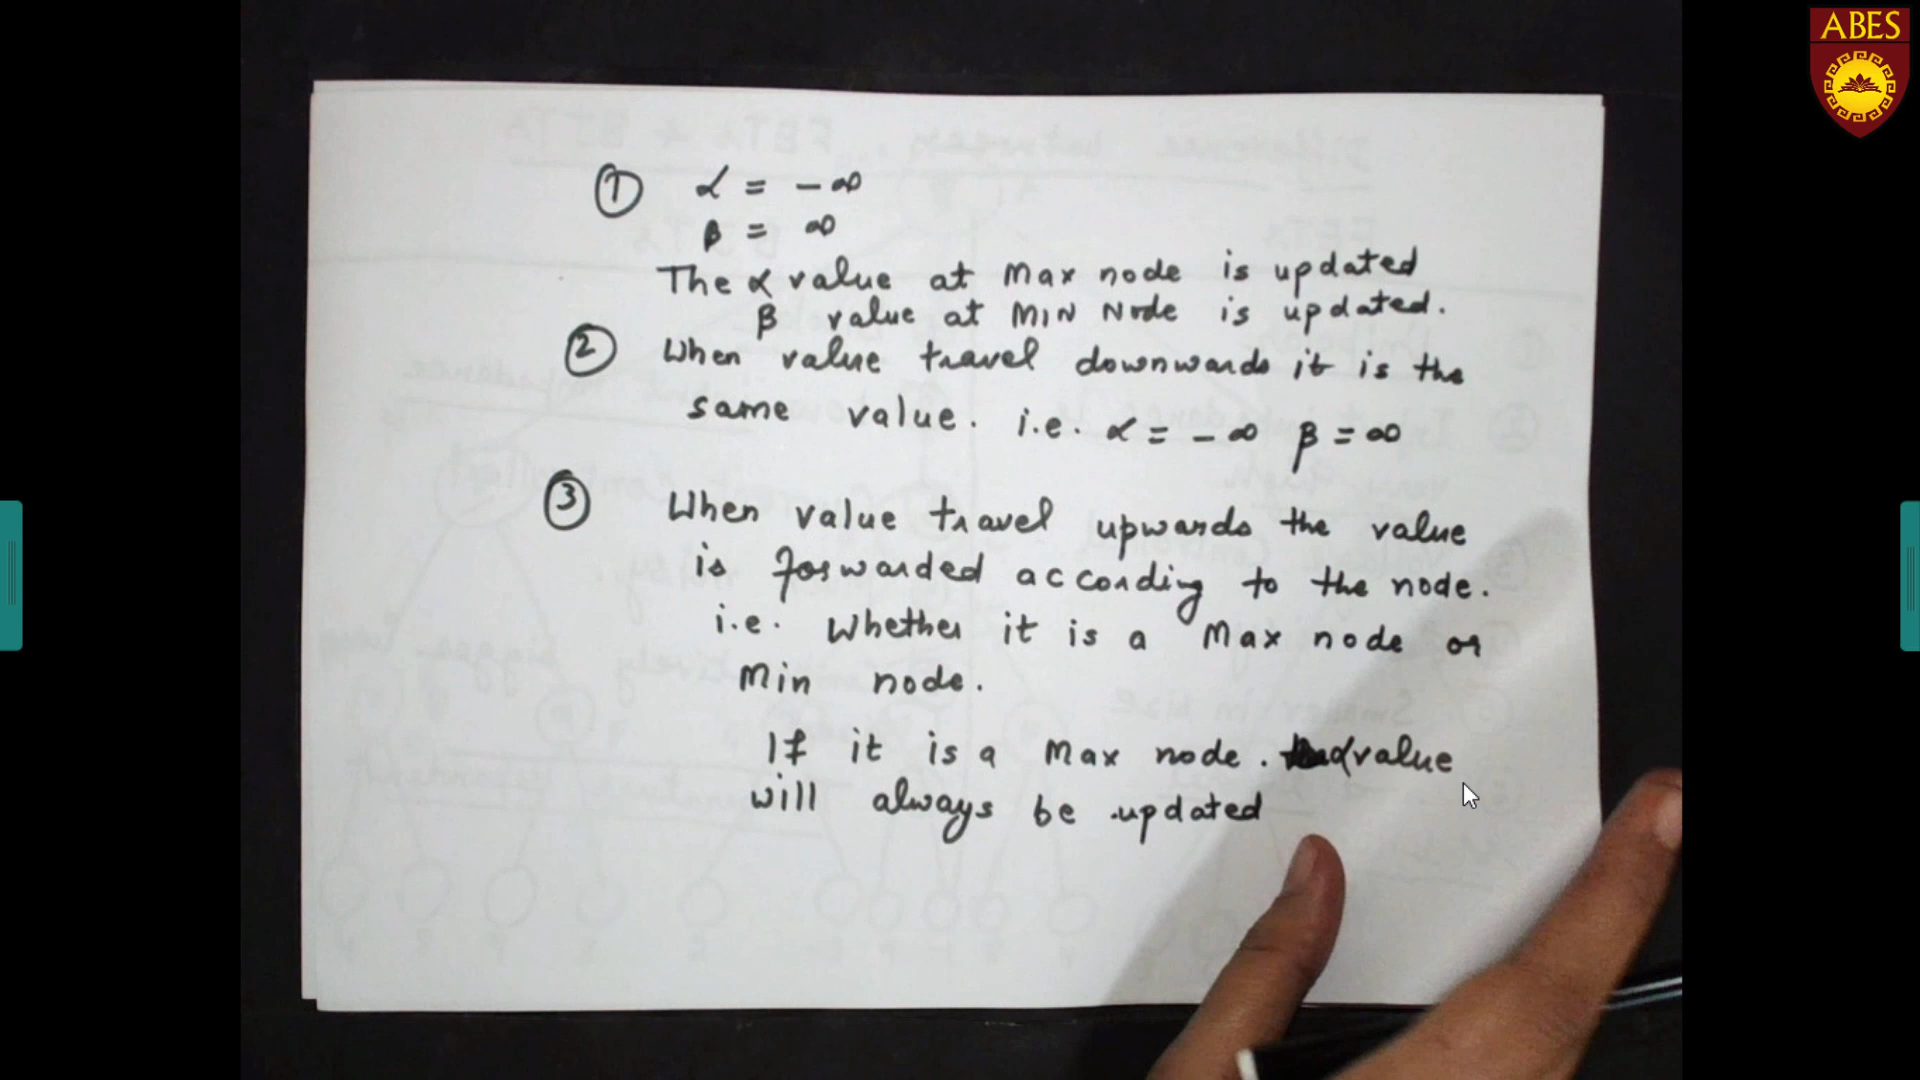 ABES
① α = -∞
β = ∞
The α value at Max node is updated
β value at MIN Node is updated.
② When value travel downwards it is the
same value. i.e. α = -∞ β = ∞
③ When value travel upwards the value
is forwarded according to the node.
i.e. Whether it is a Max node or
Min node.
If it is a Max node. α value
will always be updated